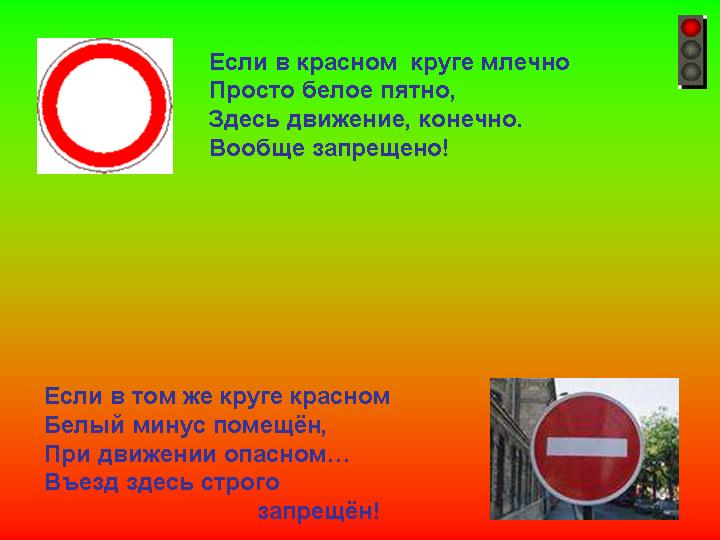 Если в красном  круге млечно
Просто белое пятно,
Здесь движение, конечно.
Вообще запрещено!
Если в том же круге красном
Белый минус помещён,
При движении опасном…
Въезд здесь строго
запрещён!